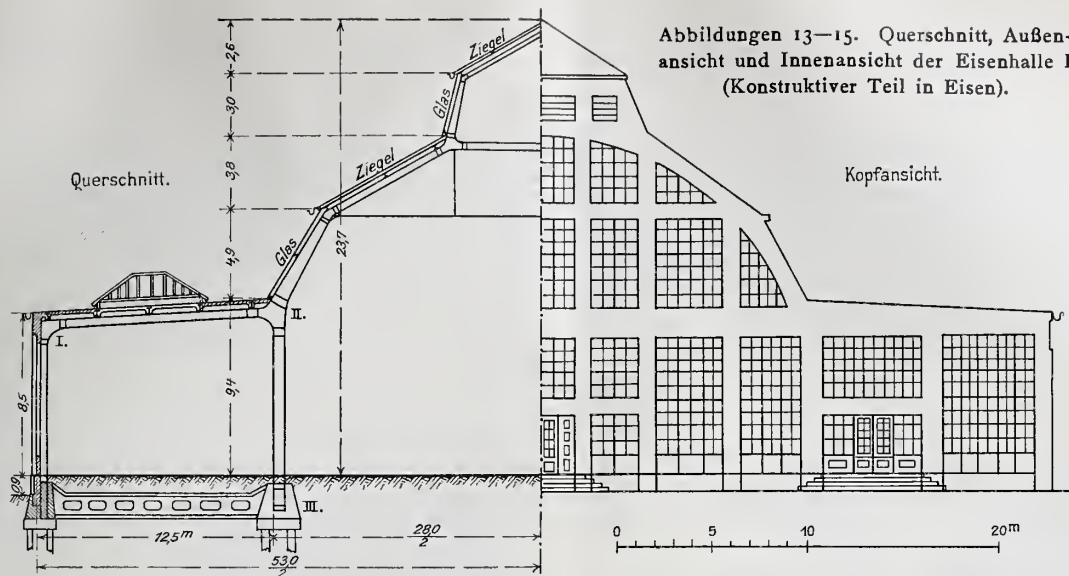 Abbildungen 13—15. Querschnitt, Außen-
ansicht und Innenansicht der Eisenhalle I
(Konstruktiver Teil in Eisen).
Querschnitt.
Kopfansicht.
Ziegel
Glas
Ziegel
Glas
2,6
3,0
3,8
4,9
23,7
9,4
8,5
I.
II.
III.
12,5ᵐ
28,0
2
53,0
2
0 5 10 20ᵐ